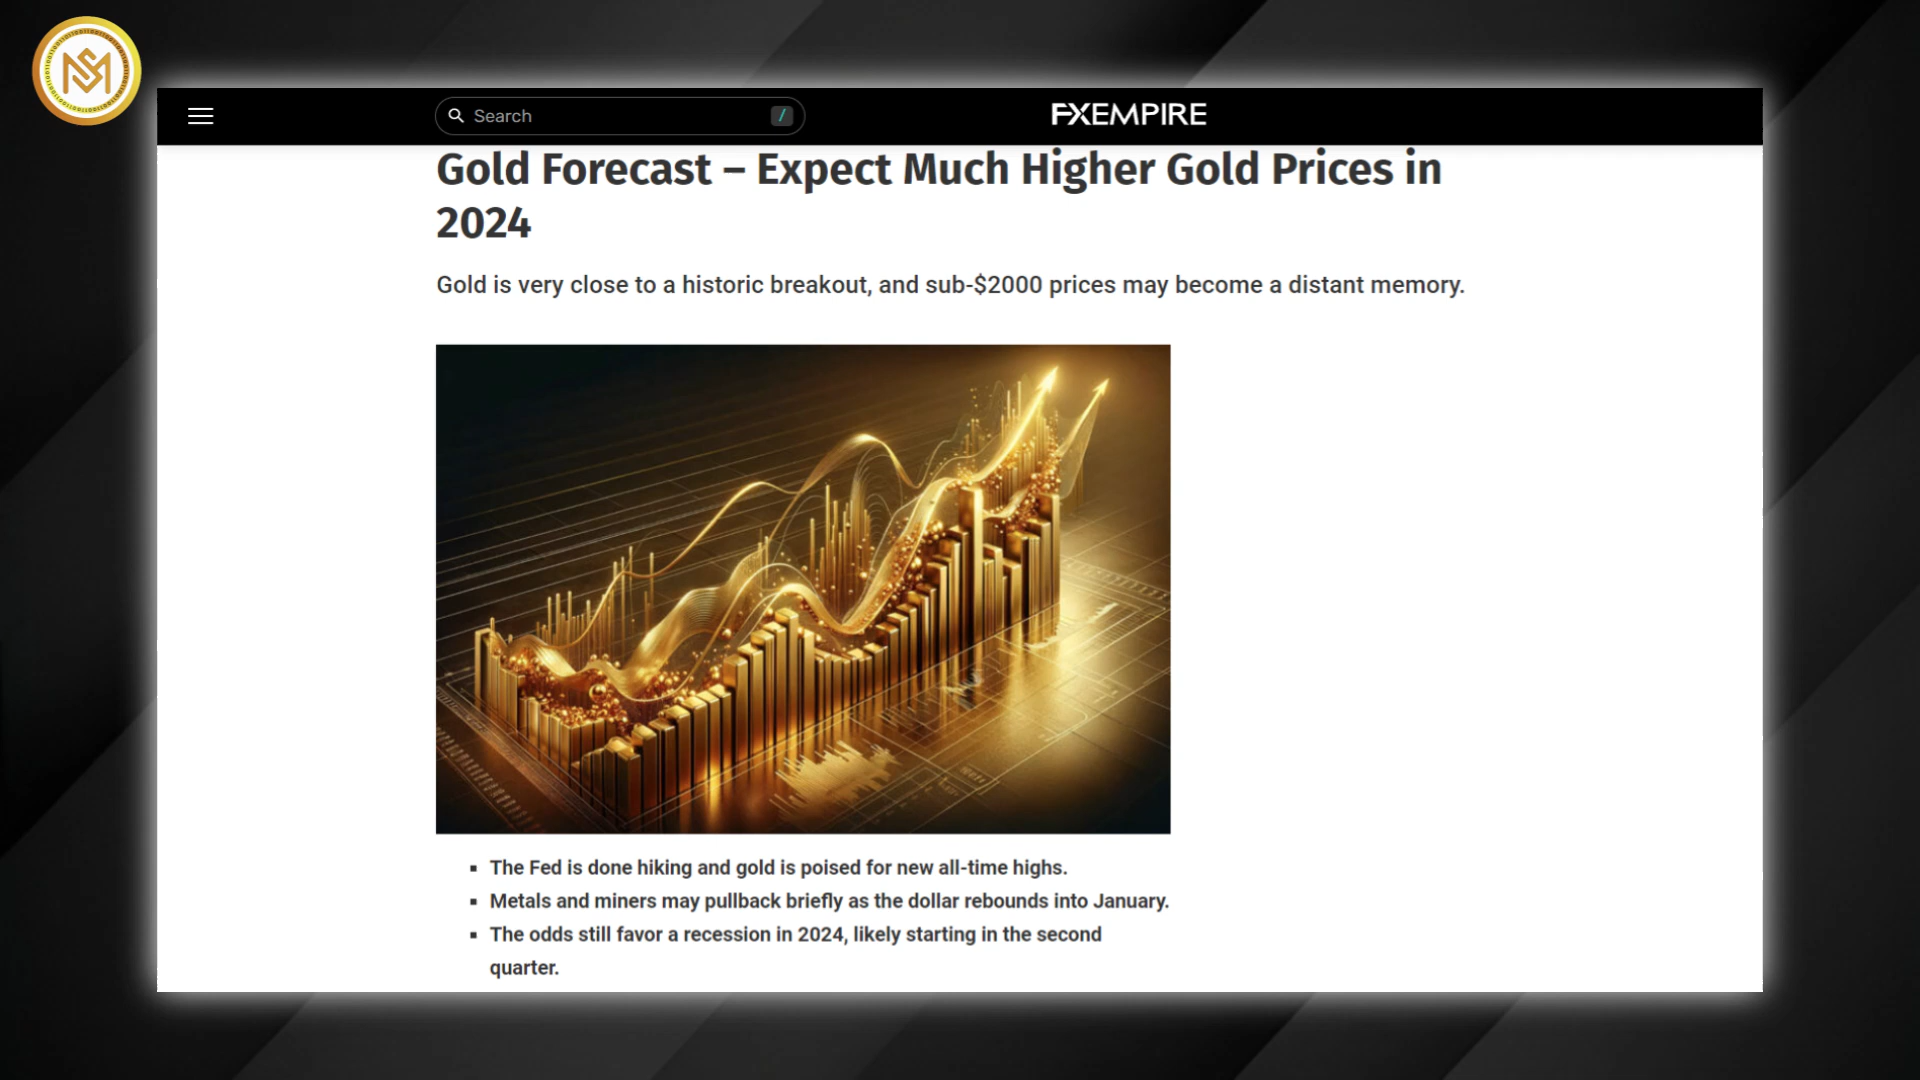 Search
/
FXEMPIRE
Gold Forecast – Expect Much Higher Gold Prices in
2024
Gold is very close to a historic breakout, and sub-$2000 prices may become a distant memory.
▪ The Fed is done hiking and gold is poised for new all-time highs.
▪ Metals and miners may pullback briefly as the dollar rebounds into January.
▪ The odds still favor a recession in 2024, likely starting in the second
quarter.